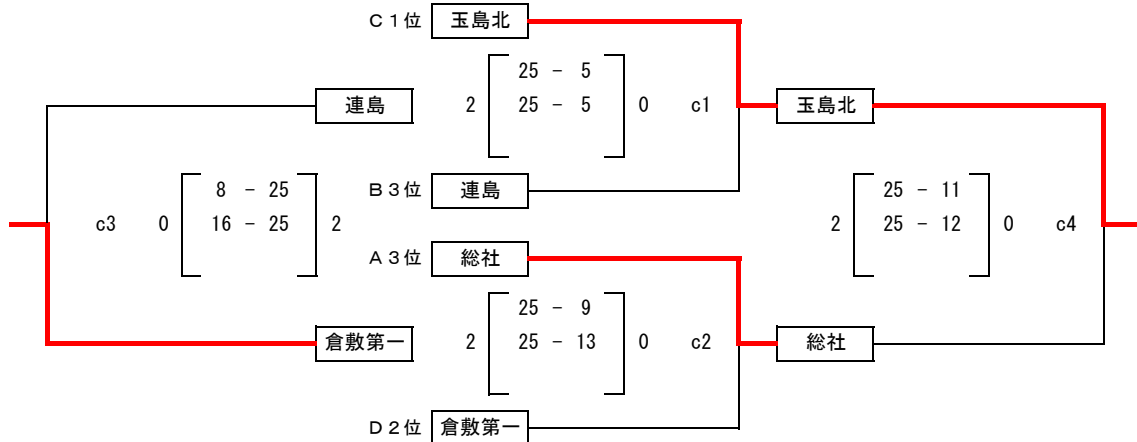 C1位 玉島北
25 - 5
連島 2 25 - 5 0 c1 玉島北
8 - 25 B3位 連島 25 - 11
c3 0 16 - 25 2 2 25 - 12 0 c4
A3位 総社
25 - 9
倉敷第一 2 25 - 13 0 c2 総社
D2位 倉敷第一